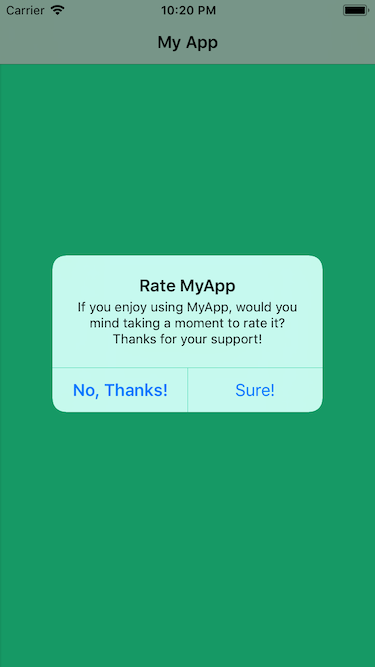 Carrier 10:20 PM
My App
Rate MyApp
If you enjoy using MyApp, would you
mind taking a moment to rate it?
Thanks for your support!
No, Thanks! Sure!